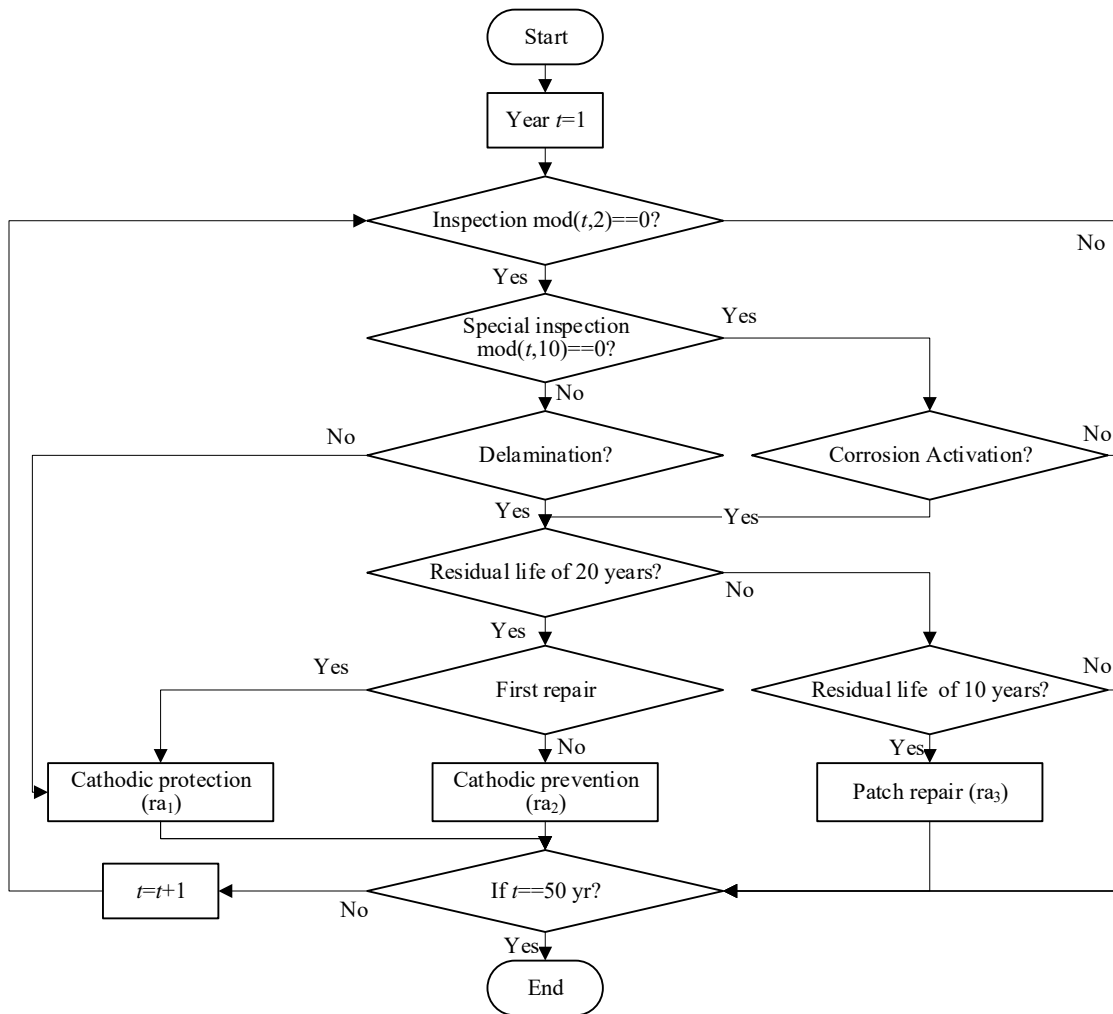 Start
Year t=1
Inspection mod(t,2)==0?
No
Yes
Special inspection
mod(t,10)==0?
Yes
No
No
Delamination?
Corrosion Activation?
No
Yes
Yes
Residual life of 20 years?
No
Yes
Yes
First repair
Residual life of 10 years?
No
No
Yes
Cathodic protection
(ra₁)
Cathodic prevention
(ra₂)
Patch repair (ra₃)
t=t+1
If t==50 yr?
No
Yes
End